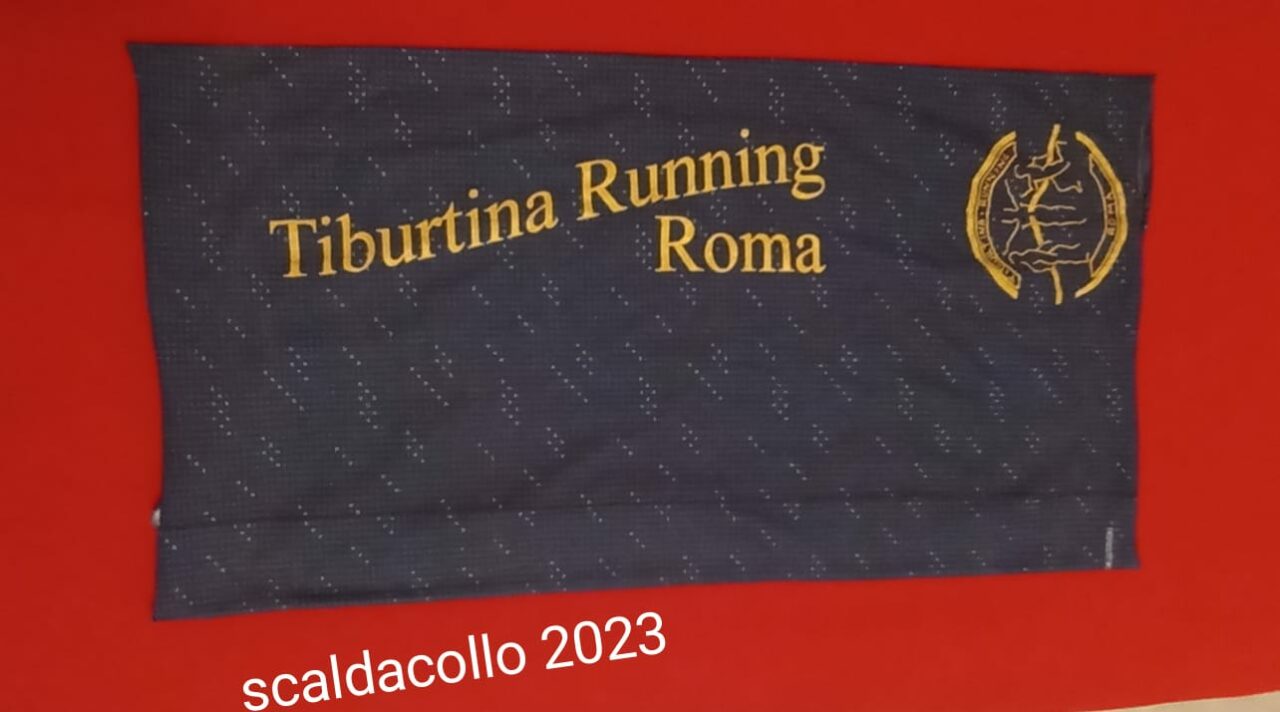 Tiburtina Running
Roma
scaldacollo 2023